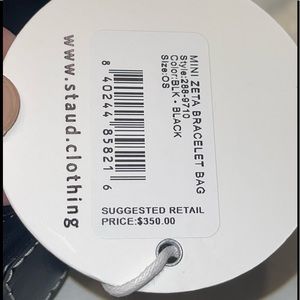 www.staud.clothing
MINI ZETA BRACELET BAG
Style:288-9710
Color:BLK - BLACK
Size:OS
8 40244 85821 6
SUGGESTED RETAIL
PRICE:$350.00